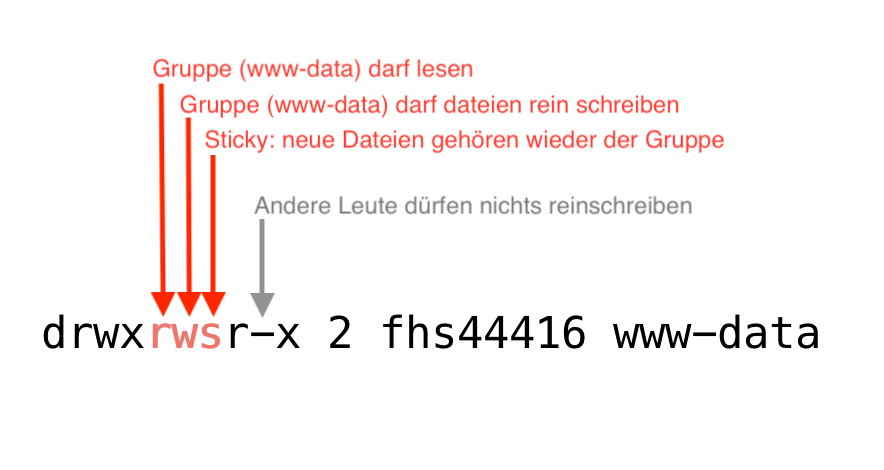 Gruppe (www-data) darf lesen
Gruppe (www-data) darf dateien rein schreiben
Sticky: neue Dateien gehören wieder der Gruppe
Andere Leute dürfen nichts reinschreiben
drwxrwsr-x 2 fhs44416 www-data